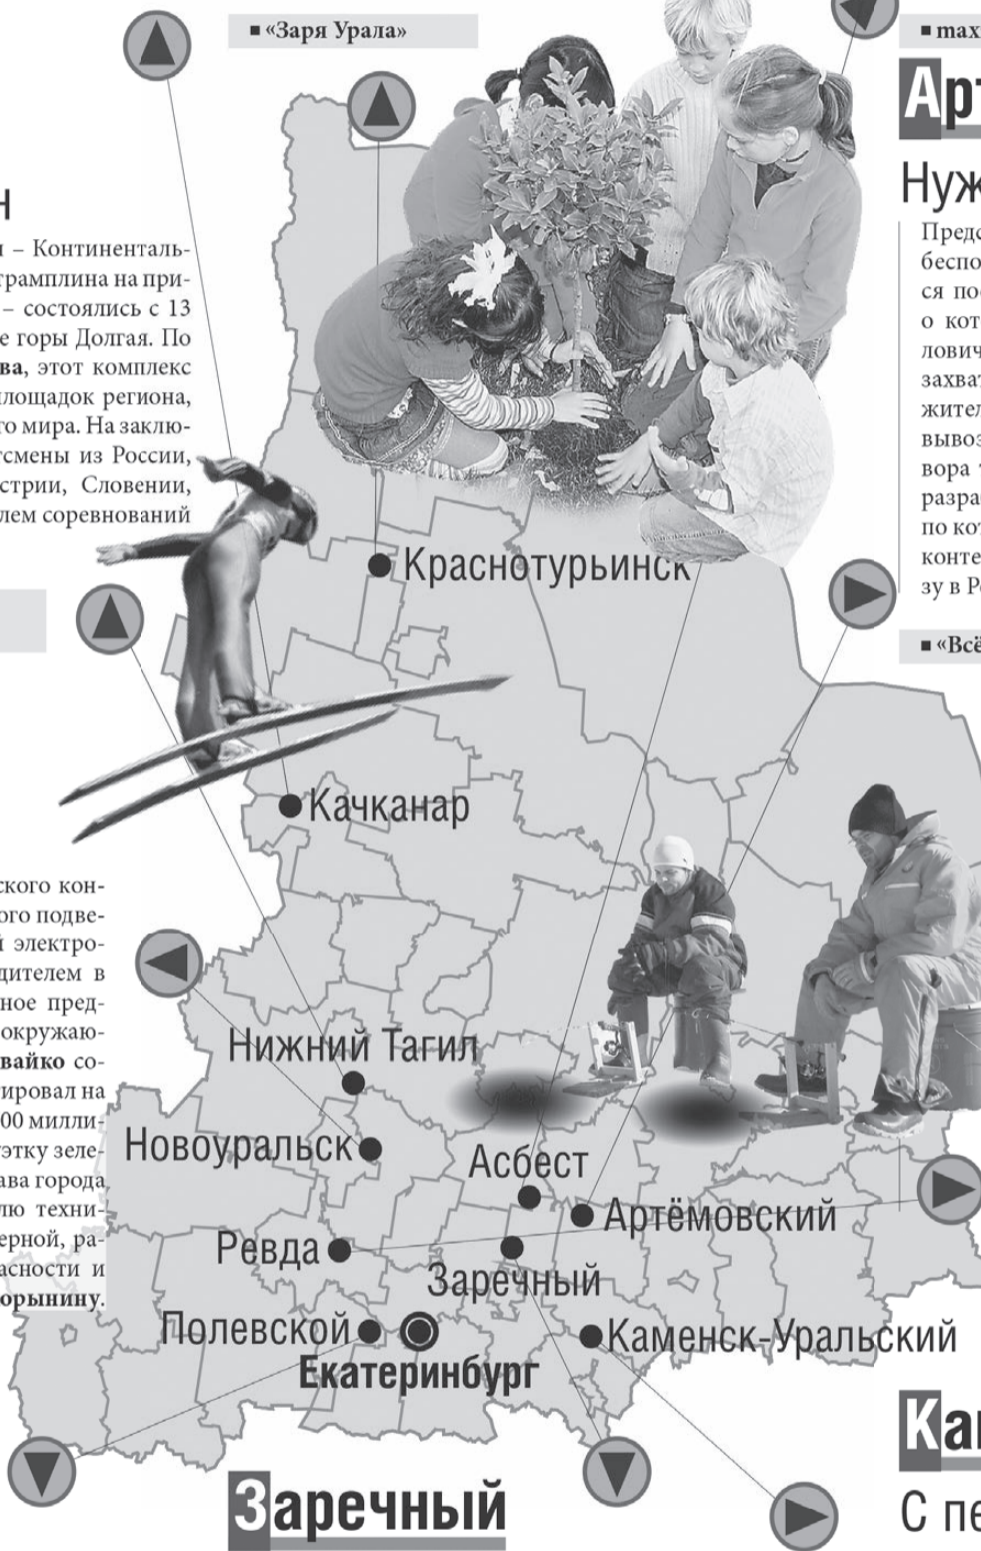 ■ «Заря Урала»
н
– Континенталь-
трамплина на при-
– состоялись с 13
е горы Долгая. По
ва, этот комплекс
площадок региона,
го мира. На заклю-
тсмены из России,
стрии, Словении,
лем соревнований
Краснотурьинск
Качканар
ского кон-
ого подве-
й электро-
дителем в
ное пред-
окружаю-
вайко со-
тировал на
00 милли-
уэтку зеле-
ава города
лю техни-
ерной, ра-
асности и
орынину.
Нижний Тагил
Новоуральск
Асбест
Артёмовский
Ревда
Заречный
Полевской
Екатеринбург
Каменск-Уральский
Заречный
■ max
Арт
Нуж
Предс
беспо
ся пос
о кот
лович
захват
жител
вывоз
вора т
разра
по кот
конте
зу в Р
■ «Всё
Кам
С пе